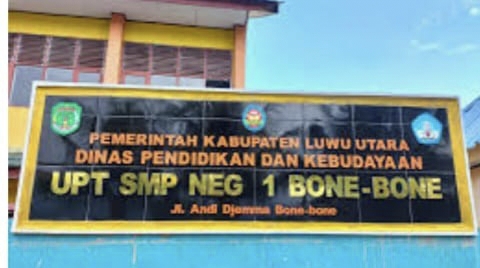 PEMERINTAH KABUPATEN LUWU UTARA
DINAS PENDIDIKAN DAN KEBUDAYAAN
UPT SMP NEG 1 BONE-BONE
Jl. Andi Djemma Bone-bone